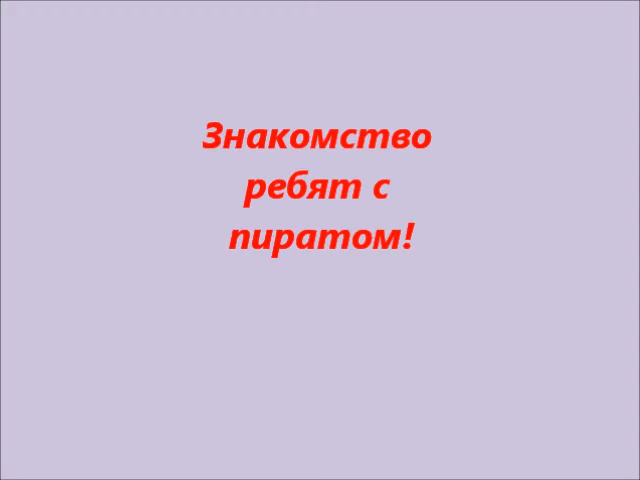 Знакомство
ребят с
пиратом!